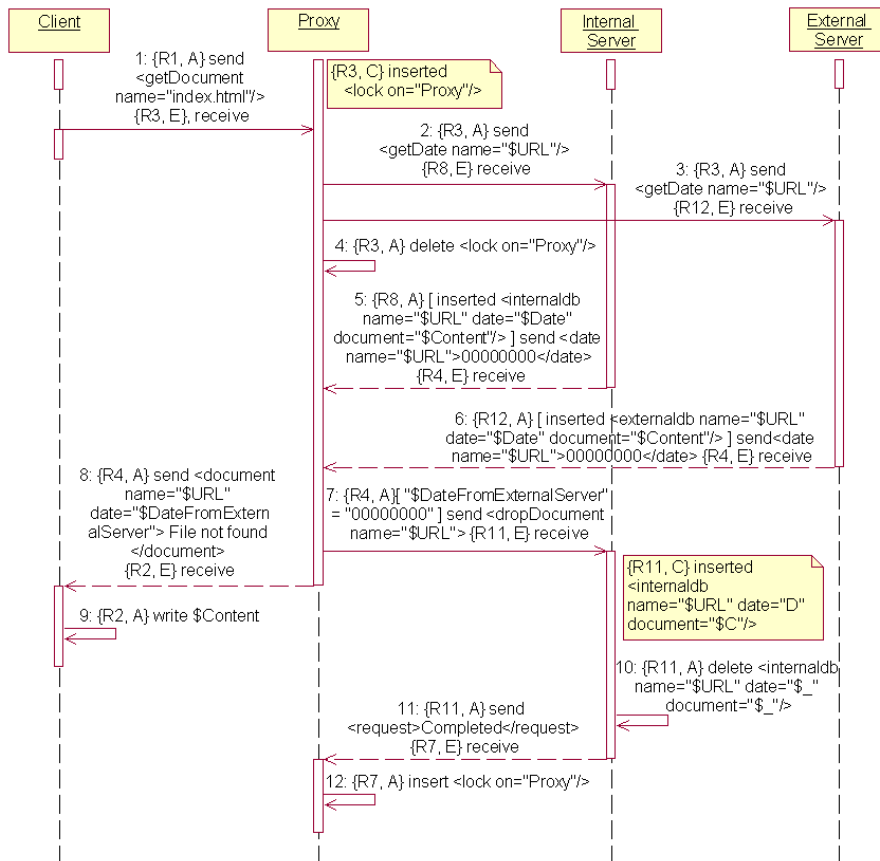 Client
Proxy
Internal
Server
External
Server
1: {R1, A} send
<getDocument
name="index.html"/>
{R3, E}, receive
{R3, C} inserted
<lock on="Proxy"/>
2: {R3, A} send
<getDate name="$URL"/>
{R8, E} receive
3: {R3, A} send
<getDate name="$URL"/>
{R12, E} receive
4: {R3, A} delete <lock on="Proxy"/>
5: {R8, A} [ inserted <internaldb
name="$URL" date="$Date"
document="$Content"/> ] send <date
name="$URL">00000000</date>
{R4, E} receive
6: {R12, A} [ inserted <externaldb name="$URL"
date="$Date" document="$Content"/> ] send<date
name="$URL">00000000</date> {R4, E} receive
8: {R4, A} send <document
name="$URL"
date="$DateFromExtern
alServer"> File not found
</document>
{R2, E} receive
7: {R4, A}[ "$DateFromExternalServer"
= "00000000" ] send <dropDocument
name="$URL"> {R11, E} receive
{R11, C} inserted
<internaldb
name="$URL" date="D"
document="$C"/>
9: {R2, A} write $Content
10: {R11, A} delete <internaldb
name="$URL" date="$_"
document="$_"/>
11: {R11, A} send
<request>Completed</request>
{R7, E} receive
12: {R7, A} insert <lock on="Proxy"/>